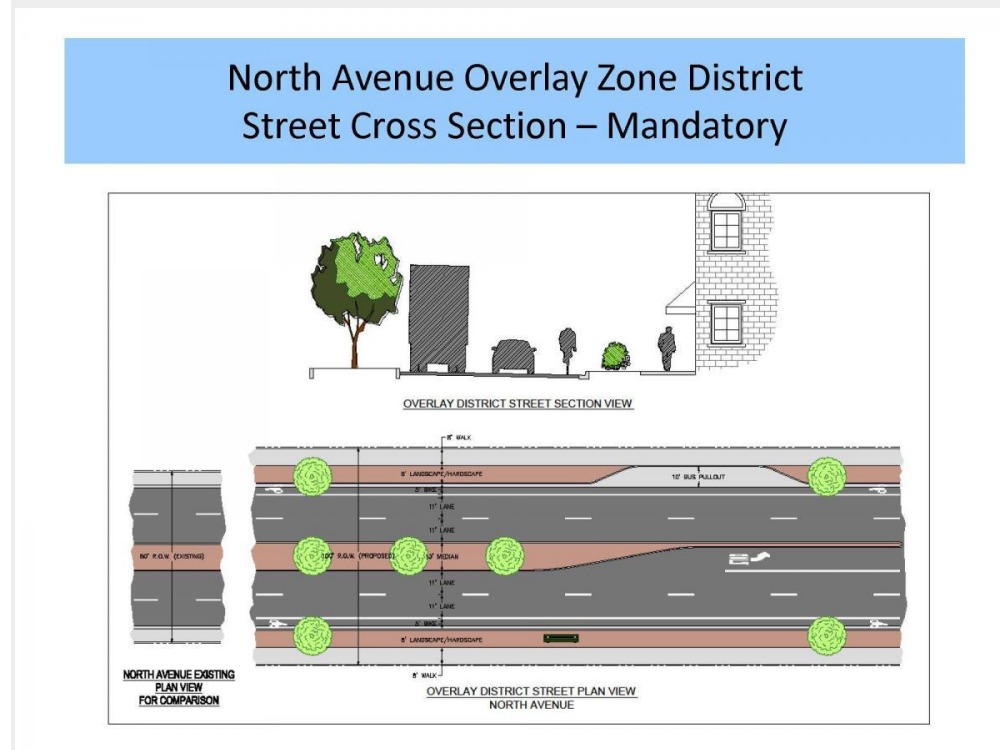 North Avenue Overlay Zone District
Street Cross Section – Mandatory
OVERLAY DISTRICT STREET SECTION VIEW
8' WALK
8' LANDSCAPE/HARDSCAPE
10' BUS PULLOUT
5' BIKE
11' LANE
11' LANE
80' R.O.W. (EXISTING)
R.O.W. (PROPOSED)
MEDIAN
11' LANE
11' LANE
5' BIKE
8' LANDSCAPE/HARDSCAPE
8' WALK
NORTH AVENUE EXISTING
PLAN VIEW
FOR COMPARISON
OVERLAY DISTRICT STREET PLAN VIEW
NORTH AVENUE